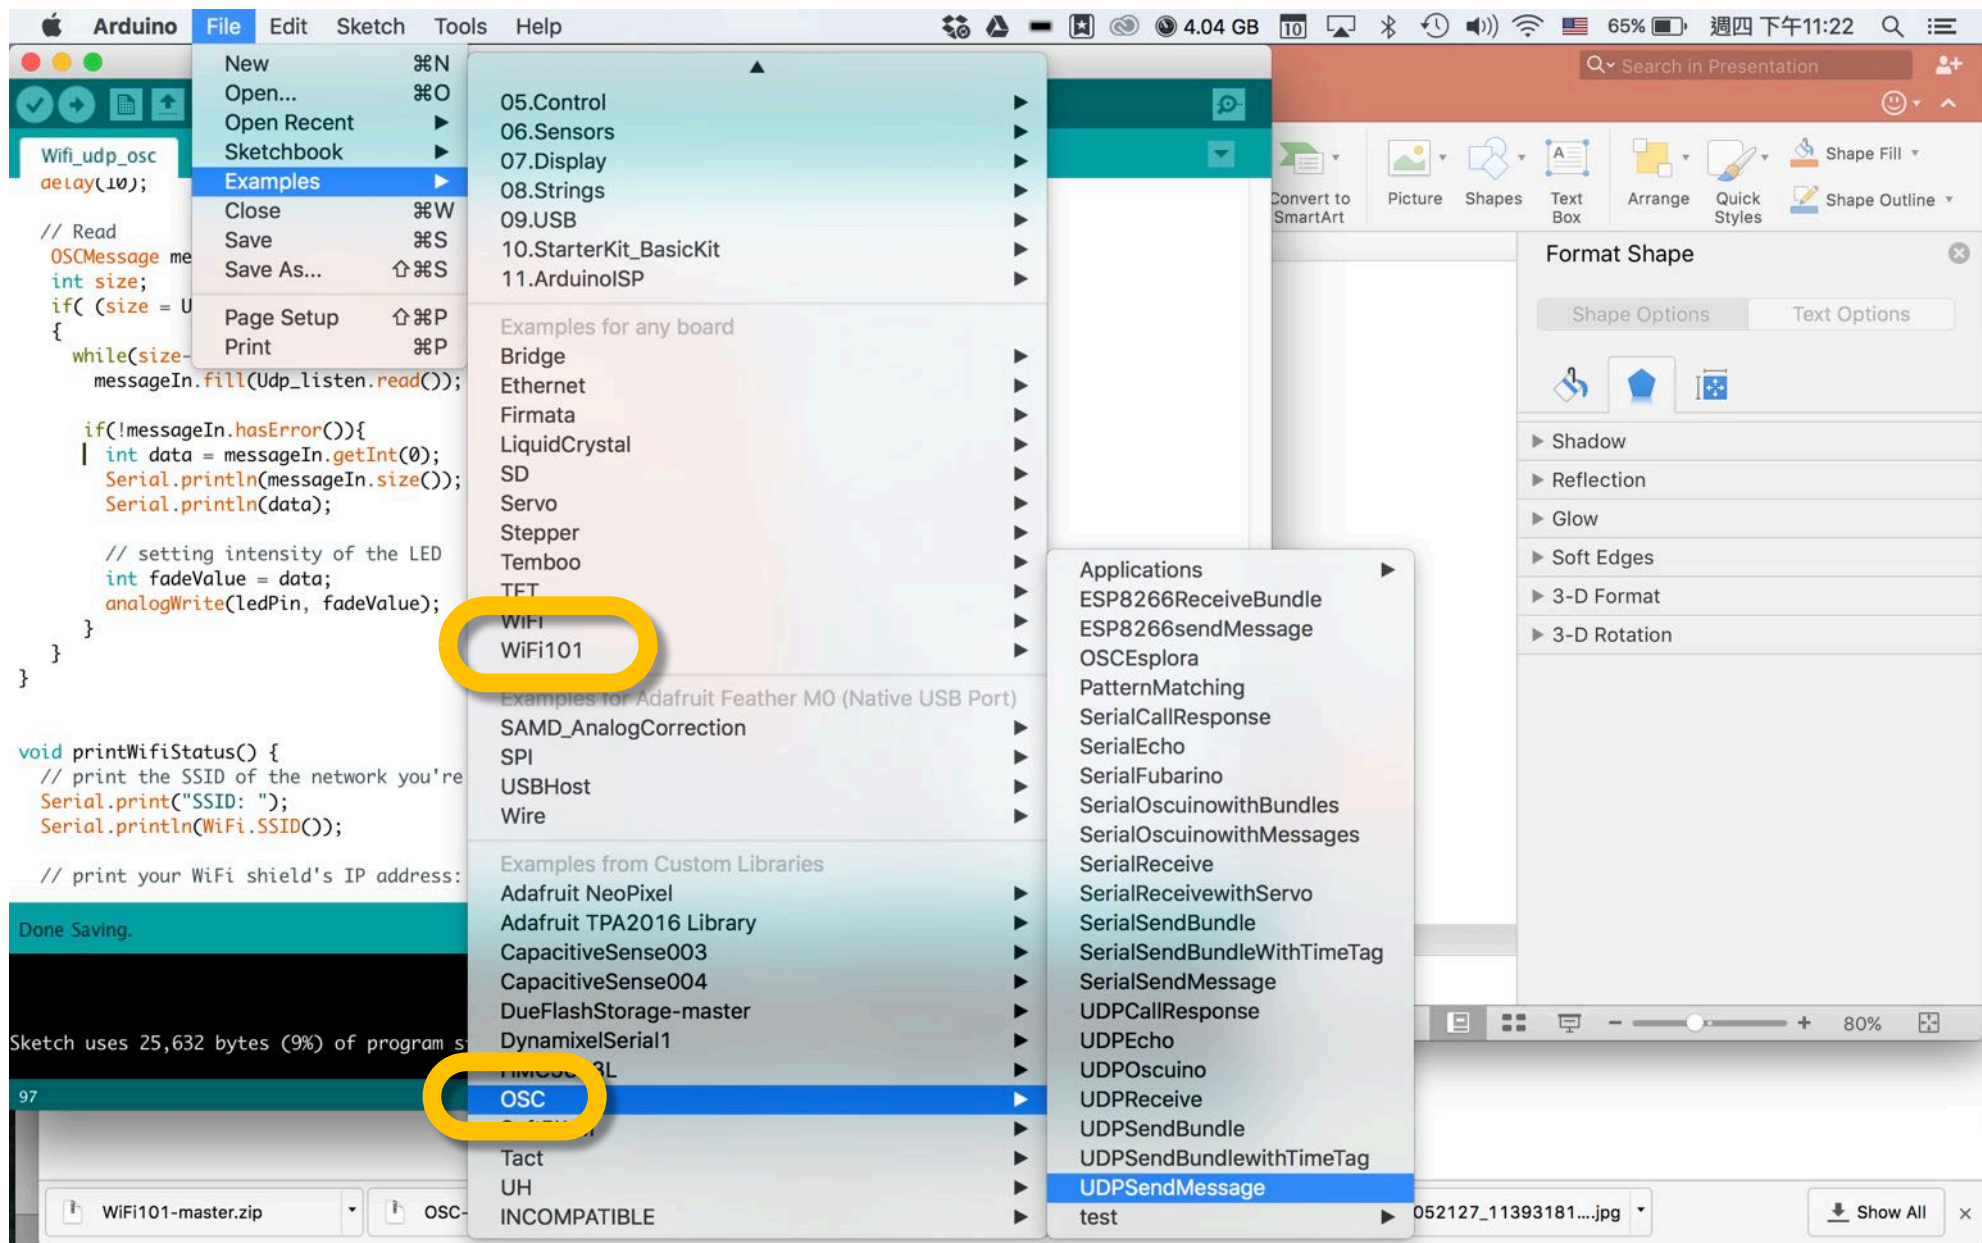 Arduino File Edit Sketch Tools Help 4.04 GB 10 65% 週四 下午11:22
New ⌘N
Open... ⌘O
Open Recent
Sketchbook
Examples
Close ⌘W
Save ⌘S
Save As... ⇧⌘S
Page Setup ⇧⌘P
Print ⌘P
Wifi_udp_osc
delay(10);
// Read
OSCMessage me
int size;
if( (size = U
{
while(size-
messageIn.fill(Udp_listen.read());
if(!messageIn.hasError()){
int data = messageIn.getInt(0);
Serial.println(messageIn.size());
Serial.println(data);
// setting intensity of the LED
int fadeValue = data;
analogWrite(ledPin, fadeValue);
}
}
}
void printWifiStatus() {
// print the SSID of the network you're
Serial.print("SSID: ");
Serial.println(WiFi.SSID());
// print your WiFi shield's IP address:
Done Saving.
Sketch uses 25,632 bytes (9%) of program s
97
05.Control
06.Sensors
07.Display
08.Strings
09.USB
10.StarterKit_BasicKit
11.ArduinoISP
Examples for any board
Bridge
Ethernet
Firmata
LiquidCrystal
SD
Servo
Stepper
Temboo
TFT
WiFi
WiFi101
Examples for Adafruit Feather M0 (Native USB Port)
SAMD_AnalogCorrection
SPI
USBHost
Wire
Examples from Custom Libraries
Adafruit NeoPixel
Adafruit TPA2016 Library
CapacitiveSense003
CapacitiveSense004
DueFlashStorage-master
DynamixelSerial1
OSC
Tact
UH
INCOMPATIBLE
Applications
ESP8266ReceiveBundle
ESP8266sendMessage
OSCEsplora
PatternMatching
SerialCallResponse
SerialEcho
SerialFubarino
SerialOscuinowithBundles
SerialOscuinowithMessages
SerialReceive
SerialReceivewithServo
SerialSendBundle
SerialSendBundleWithTimeTag
SerialSendMessage
UDPCallResponse
UDPEcho
UDPOscuino
UDPReceive
UDPSendBundle
UDPSendBundlewithTimeTag
UDPSendMessage
test
Search in Presentation
Convert to
SmartArt
Picture
Shapes
Text
Box
Arrange
Quick
Styles
Shape Fill
Shape Outline
Format Shape
Shape Options Text Options
Shadow
Reflection
Glow
Soft Edges
3-D Format
3-D Rotation
80%
WiFi101-master.zip
OSC-
052127_11393181....jpg
Show All